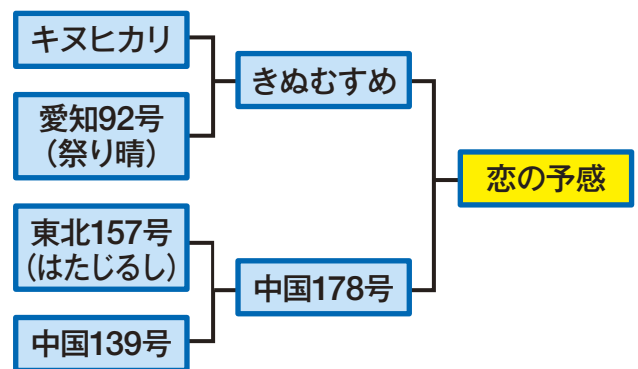 キヌヒカリ
愛知92号
（祭り晴）
きぬむすめ
東北157号
（はたじるし）
中国139号
中国178号
恋の予感